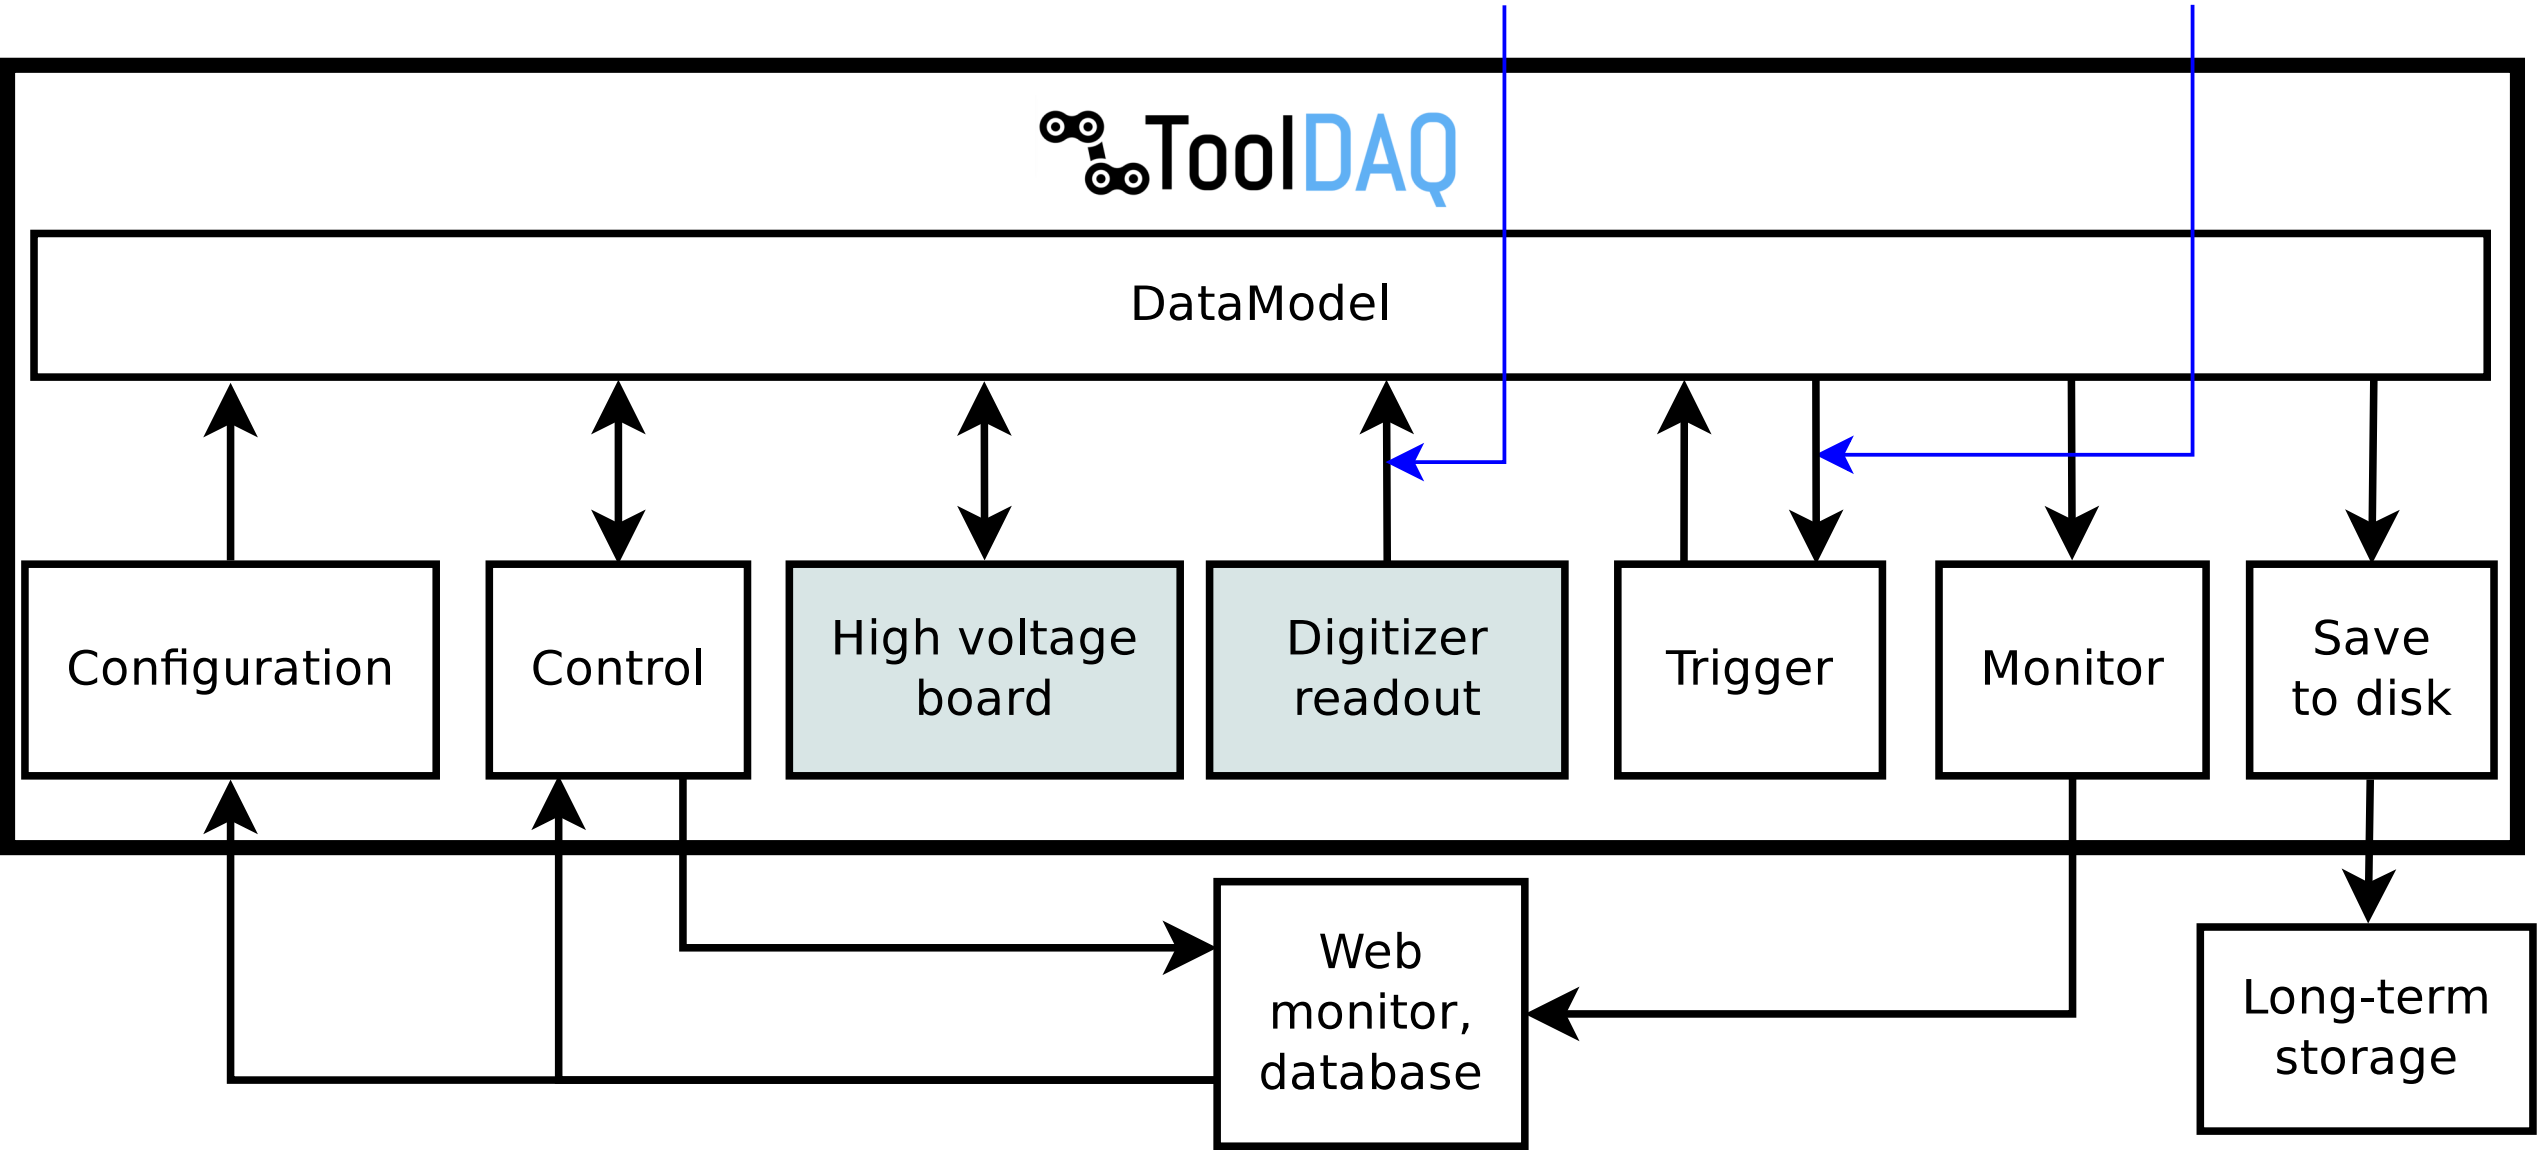 ToolDAQ
DataModel
Configuration
Control
High voltage
board
Digitizer
readout
Trigger
Monitor
Save
to disk
Web
monitor,
database
Long-term
storage